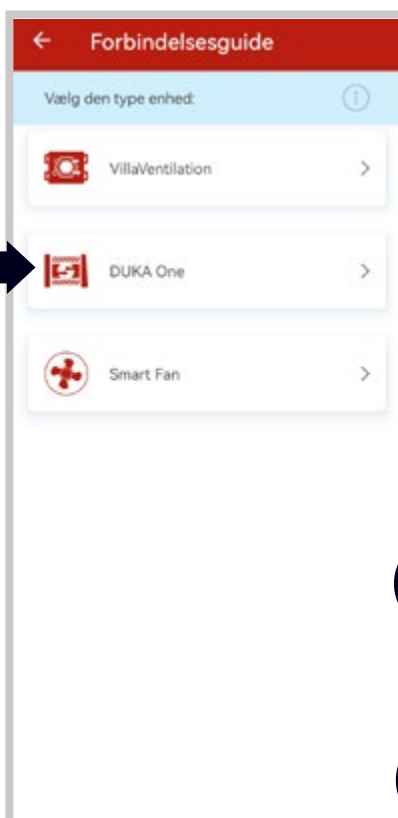 Forbindelsesguide
Vælg den type enhed:
VillaVentilation
DUKA One
Smart Fan